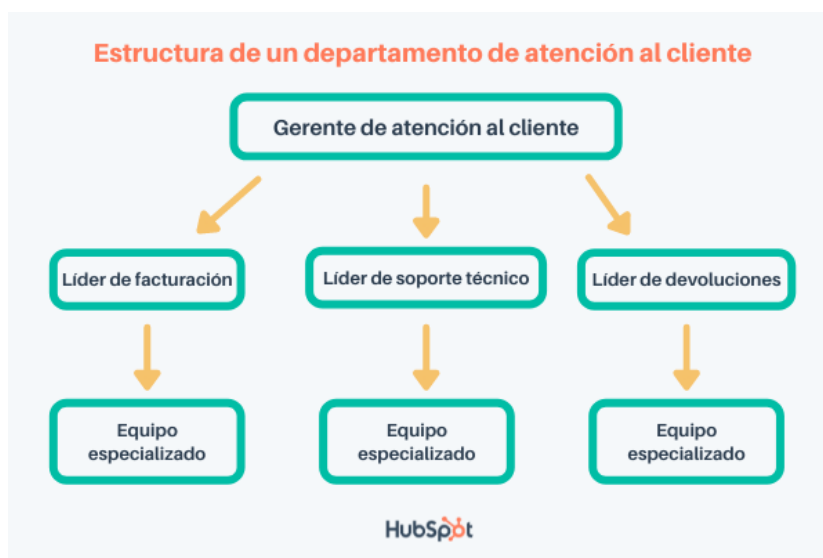 Estructura de un departamento de atención al cliente
Gerente de atención al cliente
Líder de facturación
Líder de soporte técnico
Líder de devoluciones
Equipo
especializado
Equipo
especializado
Equipo
especializado
HubSpot